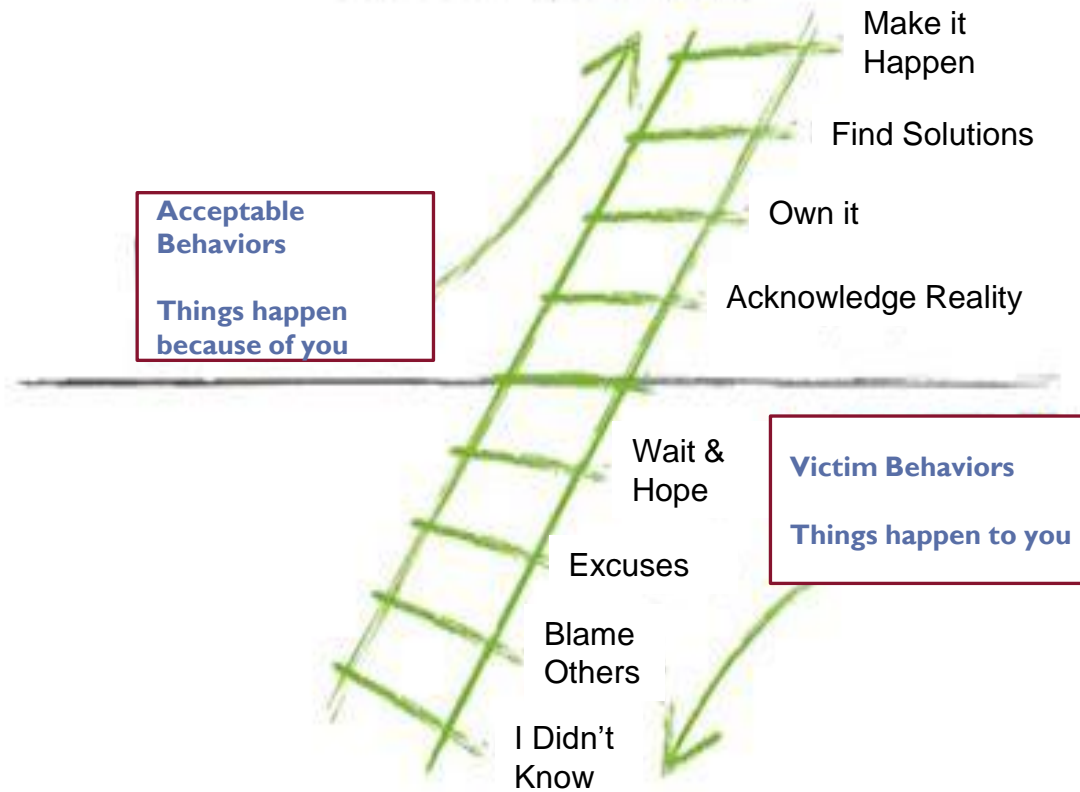 Make it
Happen
Find Solutions
Own it
Acknowledge Reality
Acceptable
Behaviors
Things happen
because of you
Wait &
Hope
Excuses
Blame
Others
I Didn’t
Know
Victim Behaviors
Things happen to you